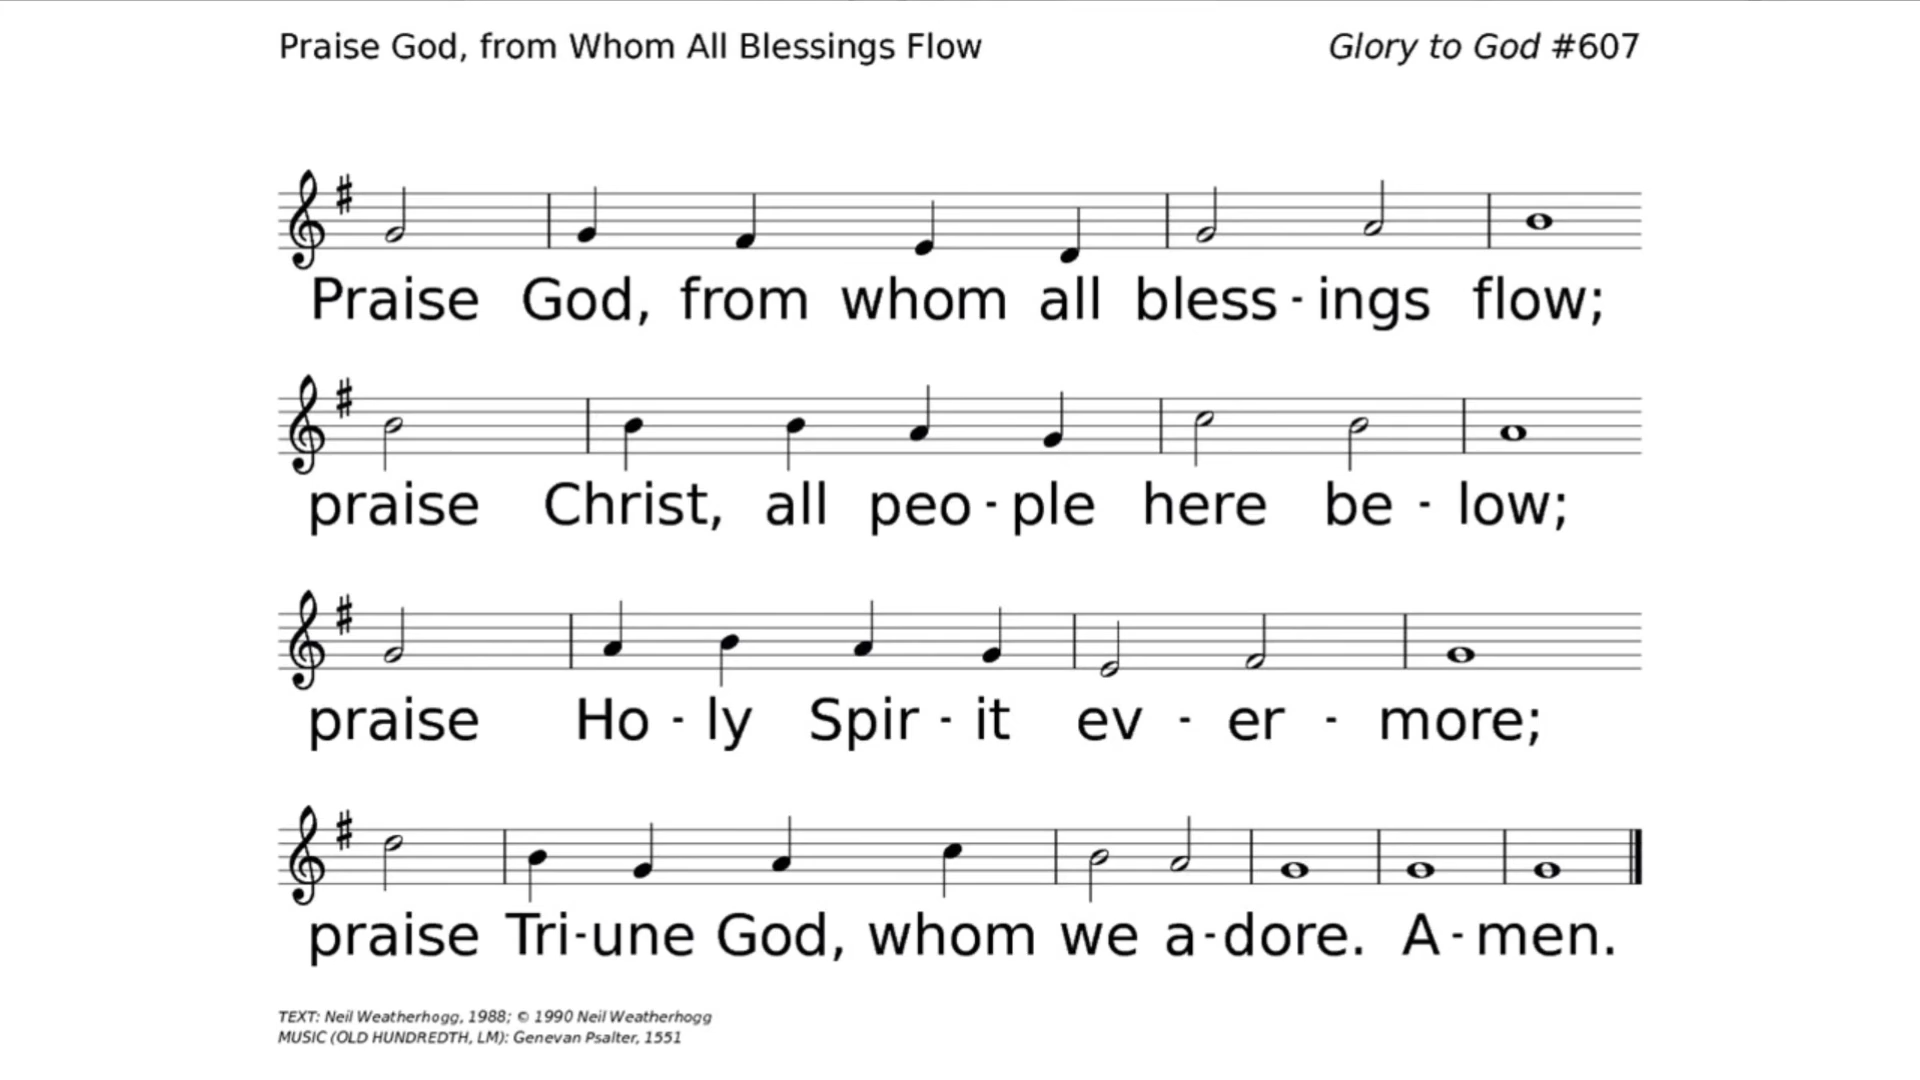 Praise God, from Whom All Blessings Flow
Glory to God #607
Praise God, from whom all bless - ings flow;
praise Christ, all peo - ple here be - low;
praise Ho - ly Spir - it ev - er - more;
praise Tri - une God, whom we a - dore. A - men.
TEXT: Neil Weatherhogg, 1988; © 1990 Neil Weatherhogg
MUSIC (OLD HUNDREDTH, LM): Genevan Psalter, 1551